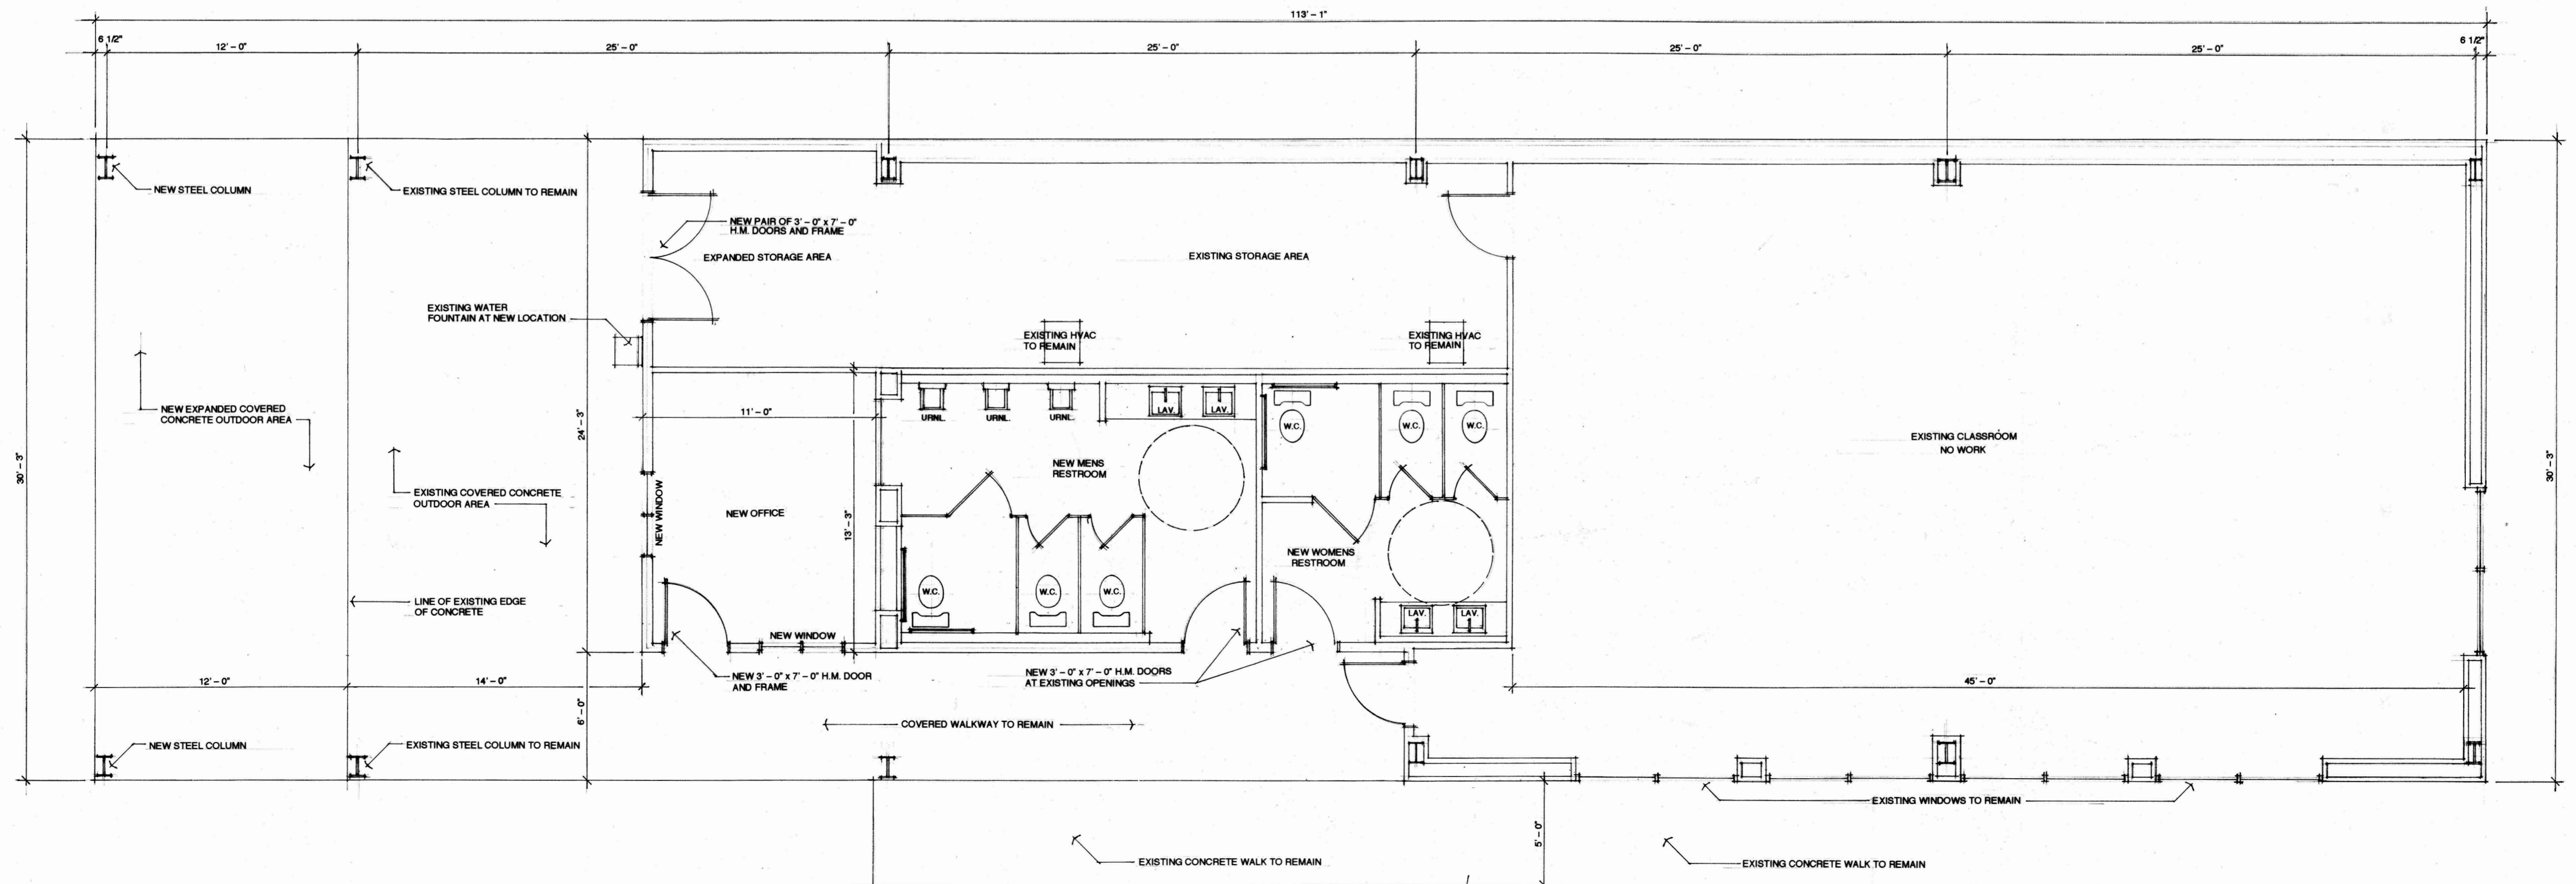 113' – 1"
6 1/2"
12' – 0"
25' – 0"
25' – 0"
25' – 0"
25' – 0"
6 1/2"
NEW STEEL COLUMN
EXISTING STEEL COLUMN TO REMAIN
NEW PAIR OF 3' – 0" x 7' – 0"
H.M. DOORS AND FRAME
EXPANDED STORAGE AREA
EXISTING STORAGE AREA
EXISTING WATER
FOUNTAIN AT NEW LOCATION
EXISTING HVAC
TO REMAIN
EXISTING HVAC
TO REMAIN
NEW EXPANDED COVERED
CONCRETE OUTDOOR AREA
11' – 0"
URNL.
URNL.
URNL.
LAV.
LAV.
W.C.
W.C.
W.C.
24' – 3"
30' – 3"
EXISTING CLASSROOM
NO WORK
30' – 3"
NEW MENS
RESTROOM
EXISTING COVERED CONCRETE
OUTDOOR AREA
NEW WINDOW
NEW OFFICE
13' – 3"
NEW WOMENS
RESTROOM
W.C.
W.C.
W.C.
LINE OF EXISTING EDGE
OF CONCRETE
LAV.
LAV.
NEW WINDOW
NEW 3' – 0" x 7' – 0" H.M. DOOR
AND FRAME
NEW 3' – 0" x 7' – 0" H.M. DOORS
AT EXISTING OPENINGS
12' – 0"
14' – 0"
45' – 0"
6' – 0"
COVERED WALKWAY TO REMAIN
NEW STEEL COLUMN
EXISTING STEEL COLUMN TO REMAIN
EXISTING WINDOWS TO REMAIN
5' – 0"
EXISTING CONCRETE WALK TO REMAIN
EXISTING CONCRETE WALK TO REMAIN